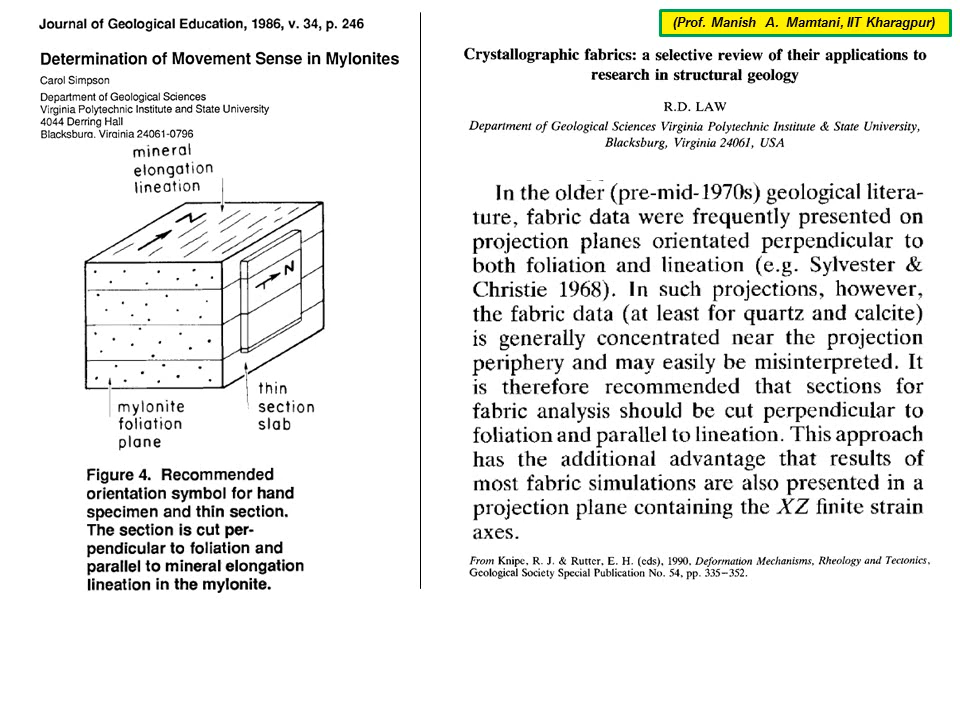 Journal of Geological Education, 1986, v. 34, p. 246
Determination of Movement Sense in Mylonites
Carol Simpson
Department of Geological Sciences
Virginia Polytechnic Institute and State University
4044 Derring Hall
Blacksburg, Virginia 24061-0796
mineral
elongation
lineation
N
N
thin
section
slab
mylonite
foliation
plane
Figure 4. Recommended
orientation symbol for hand
specimen and thin section.
The section is cut per-
pendicular to foliation and
parallel to mineral elongation
lineation in the mylonite.
(Prof. Manish A. Mamtani, IIT Kharagpur)
Crystallographic fabrics: a selective review of their applications to
research in structural geology
R.D. LAW
Department of Geological Sciences Virginia Polytechnic Institute & State University,
Blacksburg, Virginia 24061, USA
In the older (pre-mid-1970s) geological litera-
ture, fabric data were frequently presented on
projection planes orientated perpendicular to
both foliation and lineation (e.g. Sylvester &
Christie 1968). In such projections, however,
the fabric data (at least for quartz and calcite)
is generally concentrated near the projection
periphery and may easily be misinterpreted. It
is therefore recommended that sections for
fabric analysis should be cut perpendicular to
foliation and parallel to lineation. This approach
has the additional advantage that results of
most fabric simulations are also presented in a
projection plane containing the XZ finite strain
axes.
From Knipe, R. J. & Rutter, E. H. (eds), 1990, Deformation Mechanisms, Rheology and Tectonics,
Geological Society Special Publication No. 54, pp. 335–352.